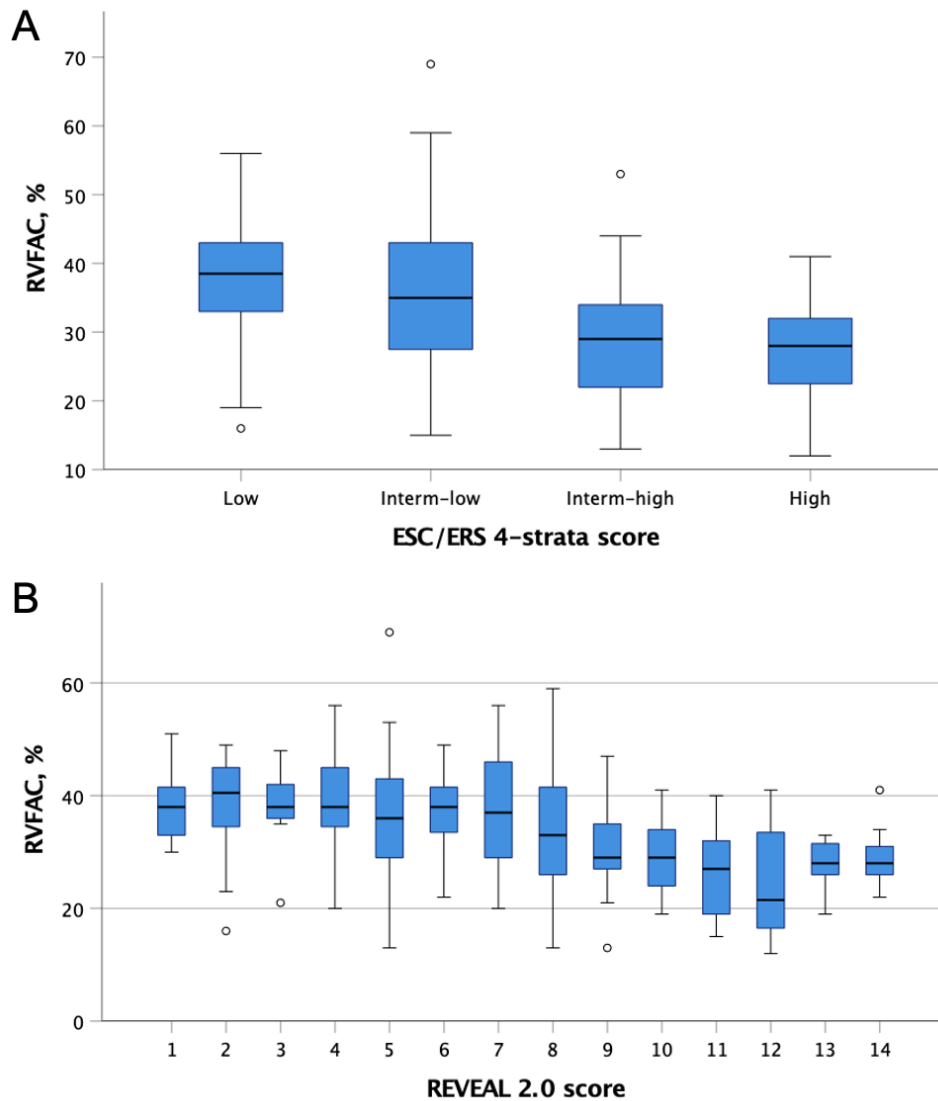 A
RVFAC, %
70
60
50
40
30
20
10
Low Interm-low Interm-high High
ESC/ERS 4-strata score
B
RVFAC, %
60
40
20
0
1 2 3 4 5 6 7 8 9 10 11 12 13 14
REVEAL 2.0 score